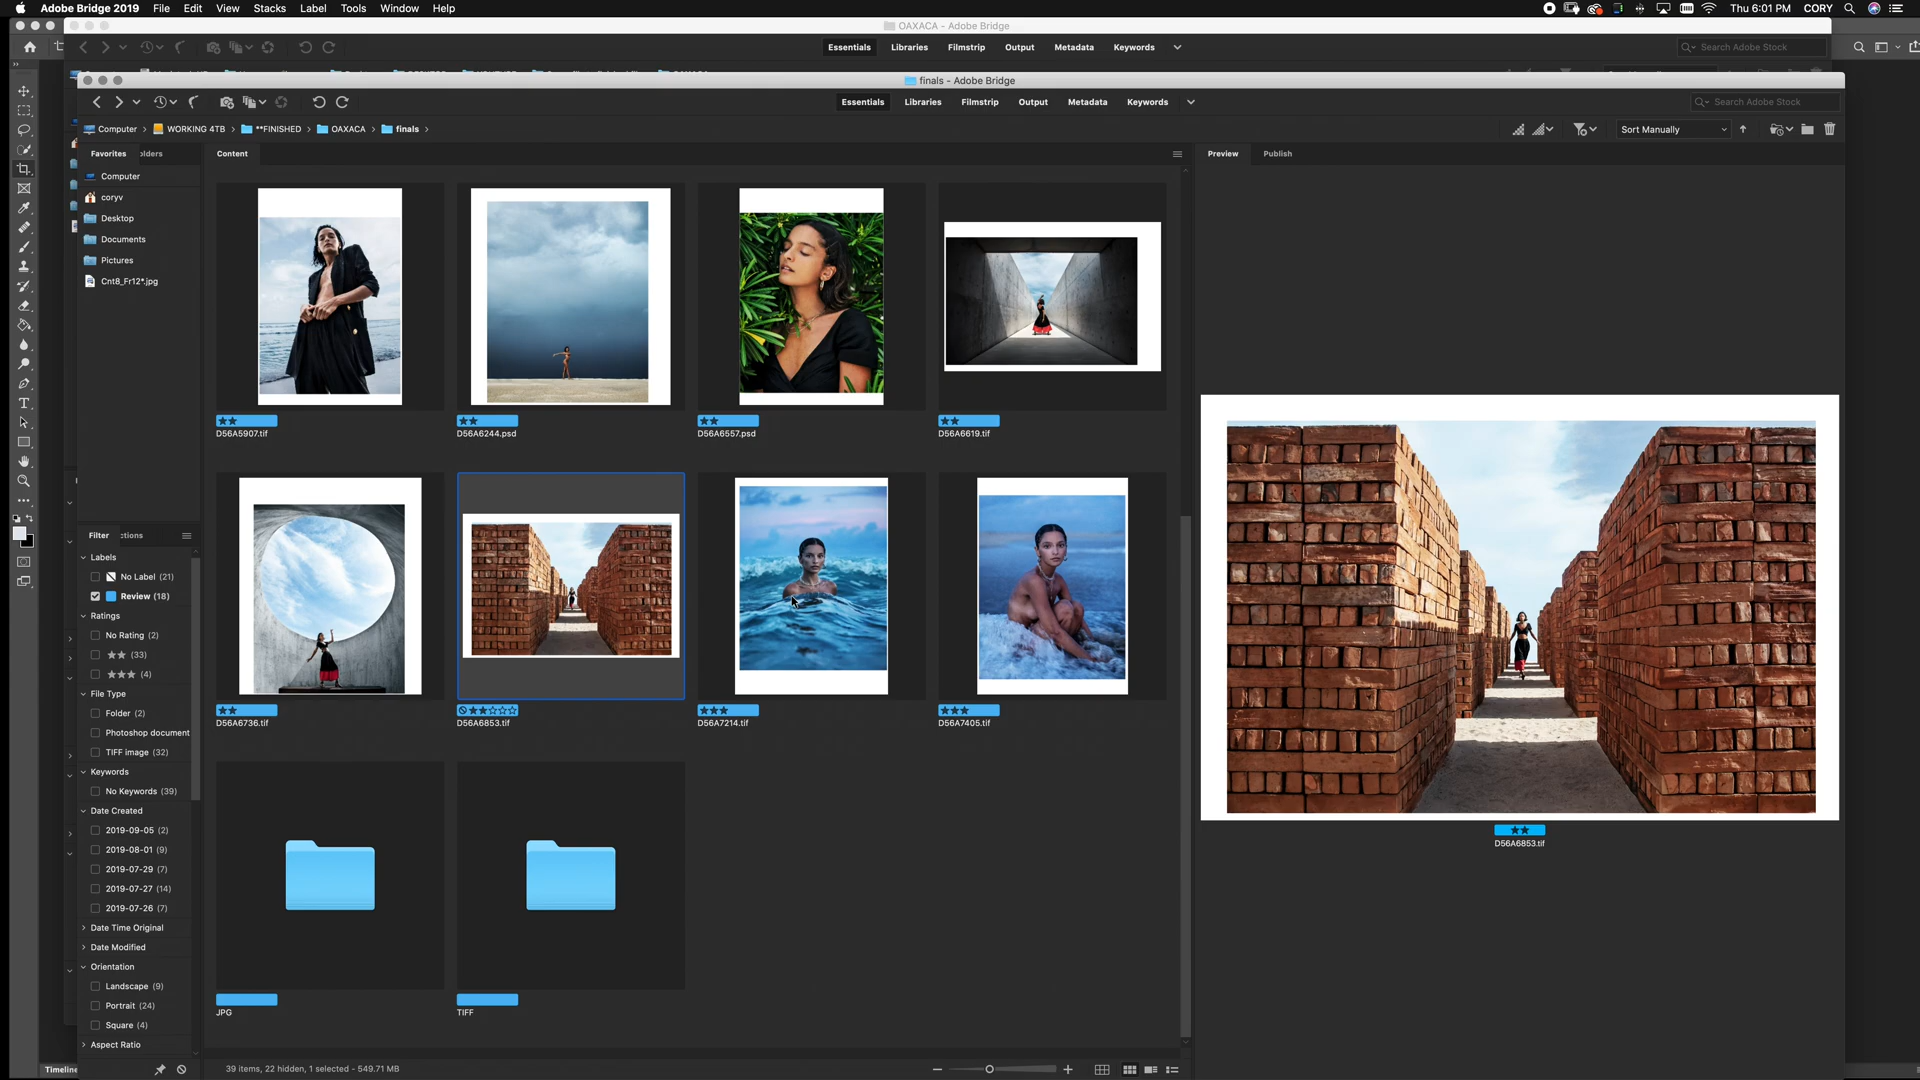 Adobe Bridge 2019 File Edit View Stacks Label Tools Window Help Thu 6:01 PM CORY
OAXACA - Adobe Bridge
Essentials Libraries Filmstrip Output Metadata Keywords Search Adobe Stock
finals - Adobe Bridge
Essentials Libraries Filmstrip Output Metadata Keywords Search Adobe Stock
Computer WORKING 4TB **FINISHED OAXACA finals Sort Manually
Favorites olders Content Preview Publish
Computer
coryv
Desktop
Documents
Pictures
Cnt8_Fr12*.jpg
D56A5907.tif D56A6244.psd D56A6557.psd D56A6619.tif
D56A6736.tif D56A6853.tif D56A7214.tif D56A7405.tif
JPG TIFF
D56A6853.tif
Filter ctions
Labels
No Label (21)
Review (18)
Ratings
No Rating (2)
★★ (33)
★★★ (4)
File Type
Folder (2)
Photoshop document
TIFF image (32)
Keywords
No Keywords (39)
Date Created
2019-09-05 (2)
2019-08-01 (9)
2019-07-29 (7)
2019-07-27 (14)
2019-07-26 (7)
Date Time Original
Date Modified
Orientation
Landscape (9)
Portrait (24)
Square (4)
Aspect Ratio
Timeline
39 items, 22 hidden, 1 selected - 549.71 MB